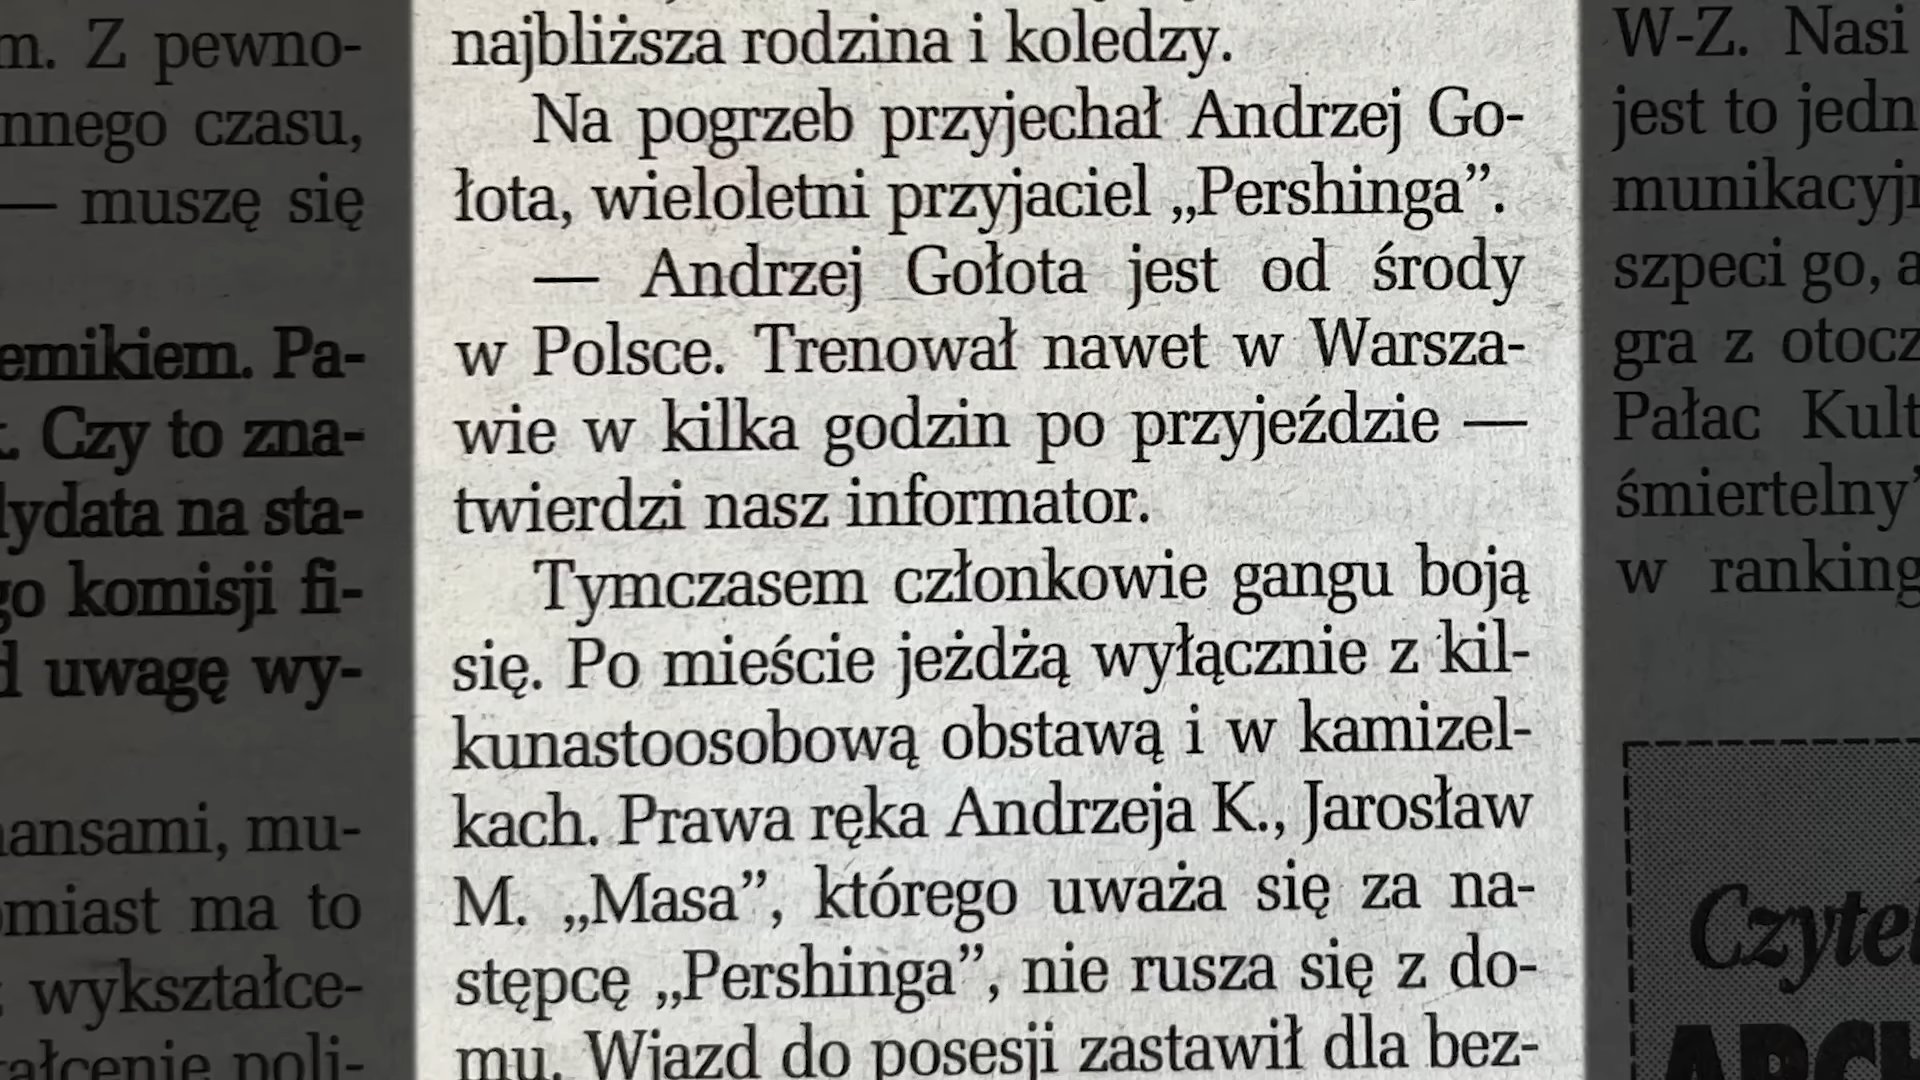 m. Z pewno-
nnego czasu,
— muszę się
emikiem. Pa-
Czy to zna-
lydata na sta-
go komisji fi-
d uwagę wy-
nansami, mu-
omiast ma to
wykształce-
ałcenie poli-
najbliższa rodzina i koledzy.
Na pogrzeb przyjechał Andrzej Go-
łota, wieloletni przyjaciel „Pershinga”.
— Andrzej Gołota jest od środy
w Polsce. Trenował nawet w Warsza-
wie w kilka godzin po przyjeździe —
twierdzi nasz informator.
Tymczasem członkowie gangu boją
się. Po mieście jeżdżą wyłącznie z kil-
kunastoosobową obstawą i w kamizel-
kach. Prawa ręka Andrzeja K., Jarosław
M. „Masa”, którego uważa się za na-
stępcę „Pershinga”, nie rusza się z do-
mu. Wjazd do posesji zastawił dla bez-
W-Z. Nasi
jest to jedn
munikacyjn
szpeci go, a
gra z otocz
Pałac Kult
śmiertelny”
w ranking
Czytel
ARCH